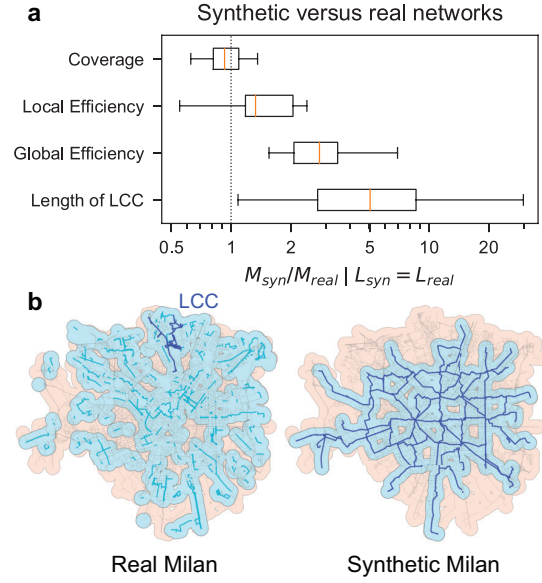 a
Synthetic versus real networks
Coverage
Local Efficiency
Global Efficiency
Length of LCC
0.5 1 2 5 10 20
M_syn/M_real | L_syn = L_real
b
LCC
Real Milan Synthetic Milan